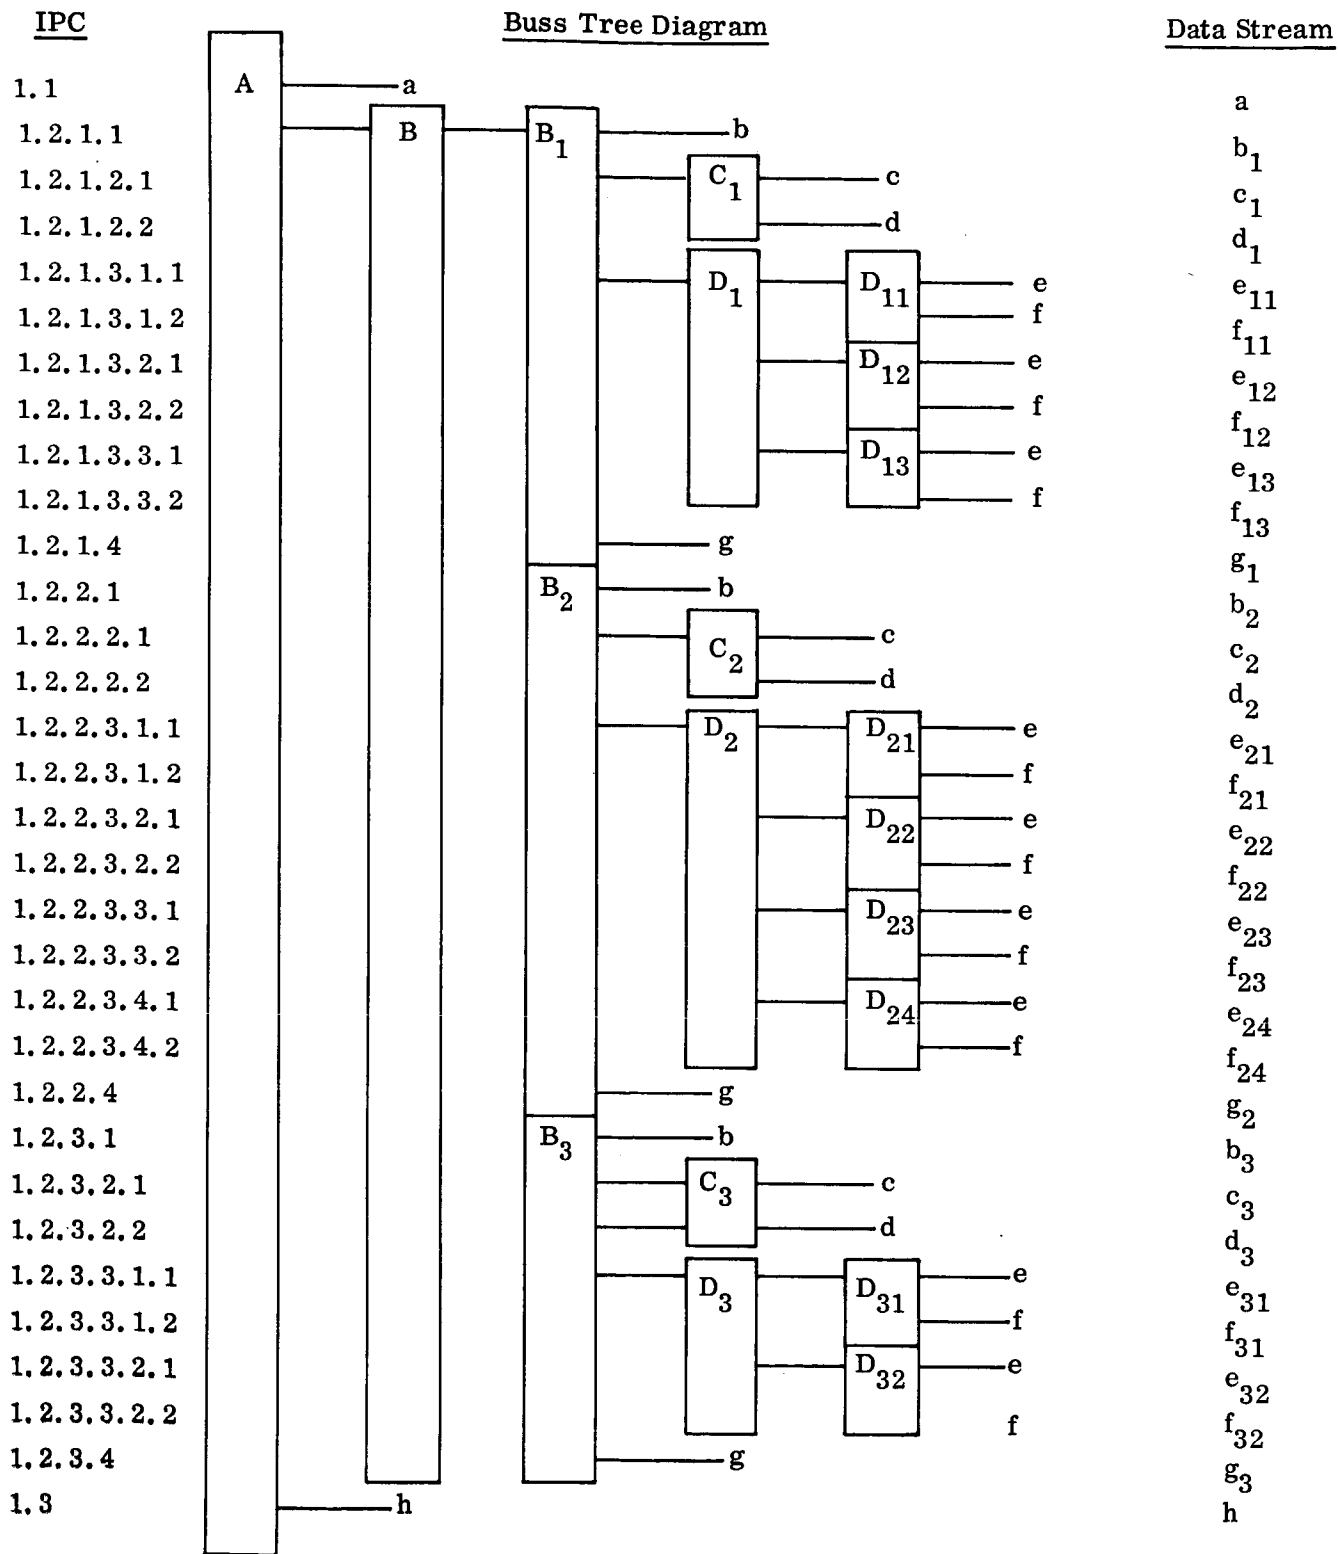 IPC Buss Tree Diagram Data Stream
1.1 A a a
1.2.1.1 B B1 b b1
1.2.1.2.1 C1 c c1
1.2.1.2.2 d d1
1.2.1.3.1.1 D1 D11 e e11
1.2.1.3.1.2 f f11
1.2.1.3.2.1 D12 e e12
1.2.1.3.2.2 f f12
1.2.1.3.3.1 D13 e e13
1.2.1.3.3.2 f f13
1.2.1.4 g g1
1.2.2.1 B2 b b2
1.2.2.2.1 C2 c c2
1.2.2.2.2 d d2
1.2.2.3.1.1 D2 D21 e e21
1.2.2.3.1.2 f f21
1.2.2.3.2.1 D22 e e22
1.2.2.3.2.2 f f22
1.2.2.3.3.1 D23 e e23
1.2.2.3.3.2 f f23
1.2.2.3.4.1 D24 e e24
1.2.2.3.4.2 f f24
1.2.2.4 g g2
1.2.3.1 B3 b b3
1.2.3.2.1 C3 c c3
1.2.3.2.2 d d3
1.2.3.3.1.1 D3 D31 e e31
1.2.3.3.1.2 f f31
1.2.3.3.2.1 D32 e e32
1.2.3.3.2.2 f f32
1.2.3.4 g g3
1.3 h h